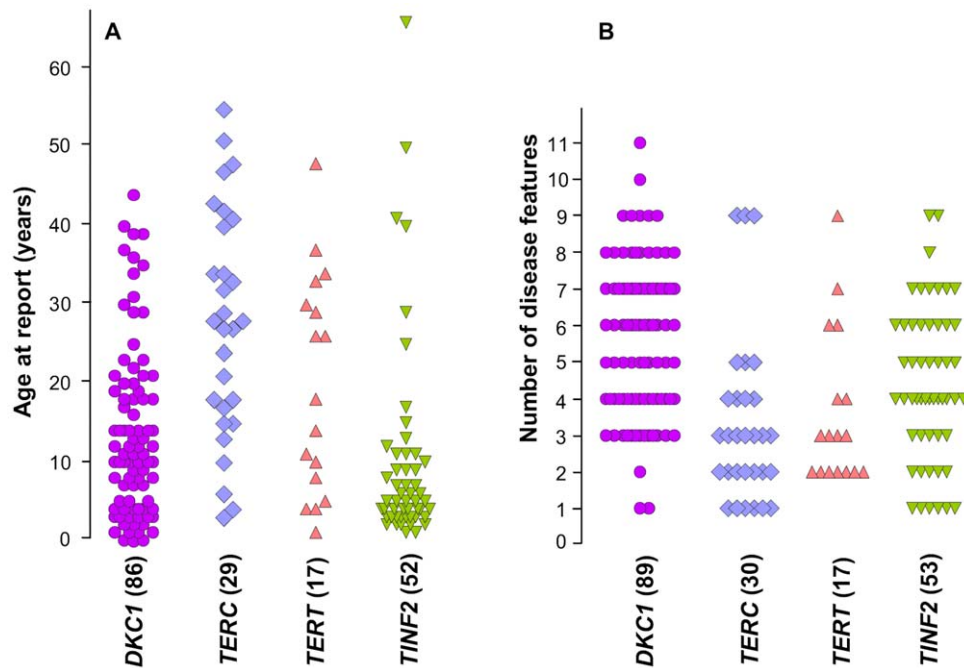 A
Age at report (years)
60
50
40
30
20
10
0
DKC1 (86)
TERC (29)
TERT (17)
TINF2 (52)
B
Number of disease features
11
10
9
8
7
6
5
4
3
2
1
0
DKC1 (89)
TERC (30)
TERT (17)
TINF2 (53)